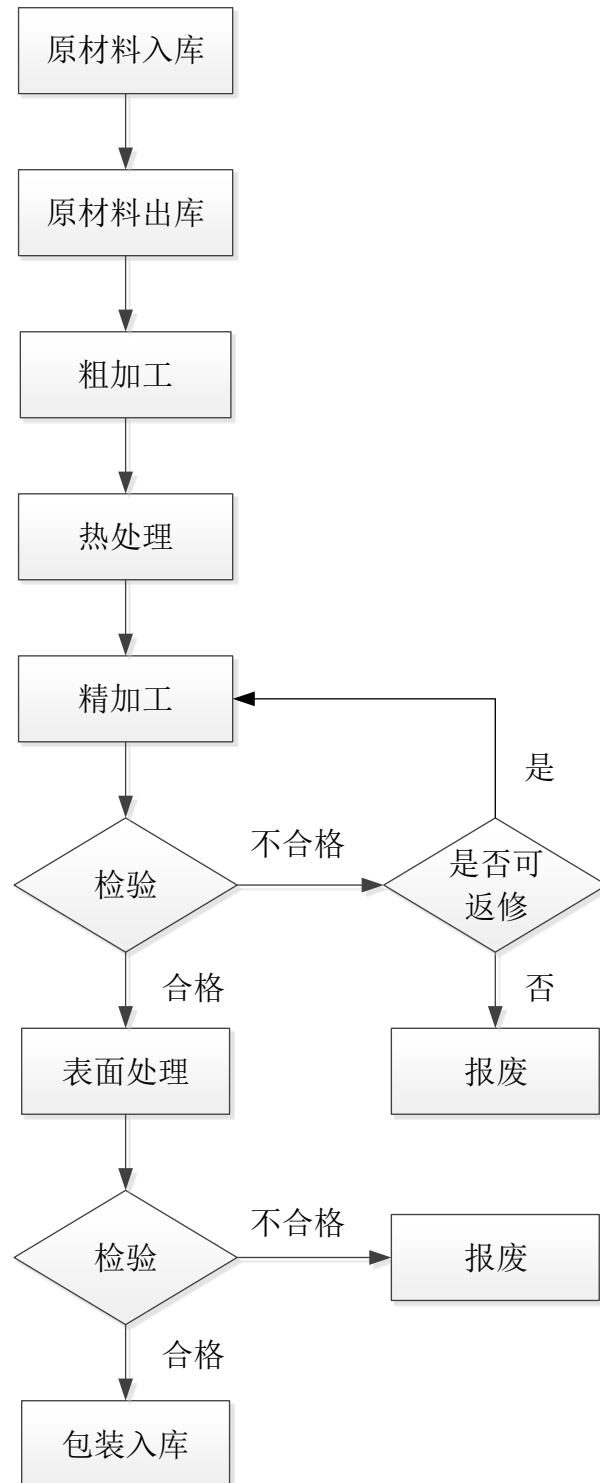 原材料入库
原材料出库
粗加工
热处理
精加工
是
不合格
检验
是否可
返修
合格
否
表面处理
报废
不合格
检验
报废
合格
包装入库